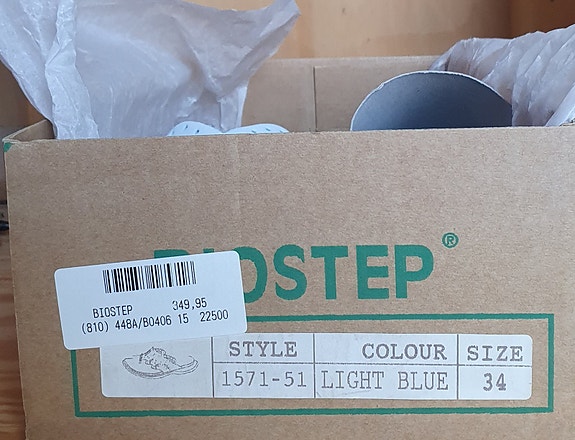 BIOSTEP®
BIOSTEP 349,95
(810) 448A/B0406 15 22500
STYLE COLOUR SIZE
1571-51 LIGHT BLUE 34